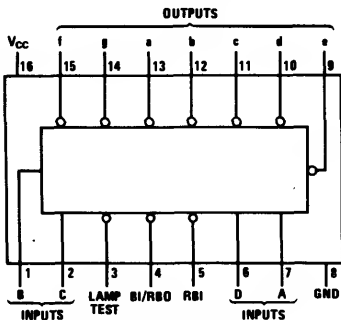 OUTPUTS
VCC f g a b c d e
16 15 14 13 12 11 10 9
1 2 3 4 5 6 7 8
B C LAMP TEST BI/RBO RBI D A GND
INPUTS INPUTS